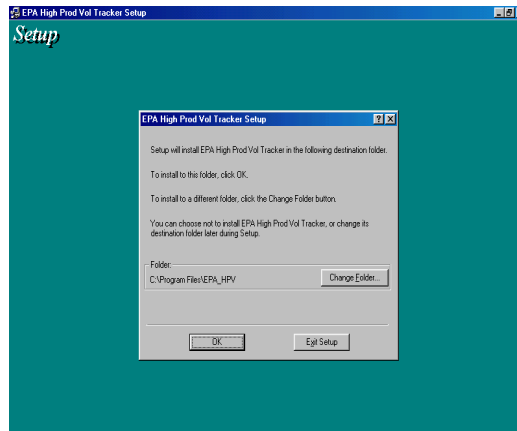 EPA High Prod Vol Tracker Setup
Setup
EPA High Prod Vol Tracker Setup
Setup will install EPA High Prod Vol Tracker in the following destination folder.
To install to this folder, click OK.
To install to a different folder, click the Change Folder button.
You can choose not to install EPA High Prod Vol Tracker, or change its
destination folder later during Setup.
Folder:
C:\Program Files\EPA_HPV
Change Folder...
OK
Exit Setup